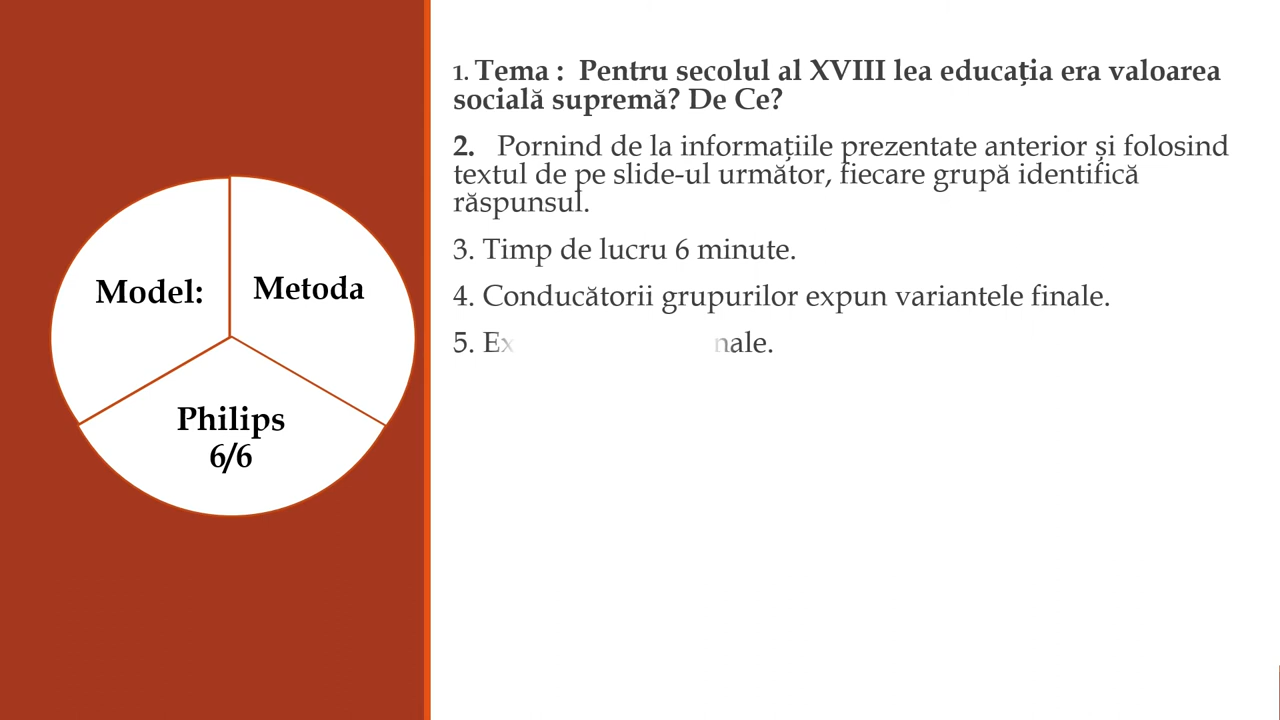 Model:
Metoda
Philips
6/6
1. Tema :  Pentru secolul al XVIII lea educația era valoarea
socială supremă? De Ce?
2.   Pornind de la informațiile prezentate anterior și folosind
textul de pe slide-ul următor, fiecare grupă identifică
răspunsul.
3. Timp de lucru 6 minute.
4. Conducătorii grupurilor expun variantele finale.
5.